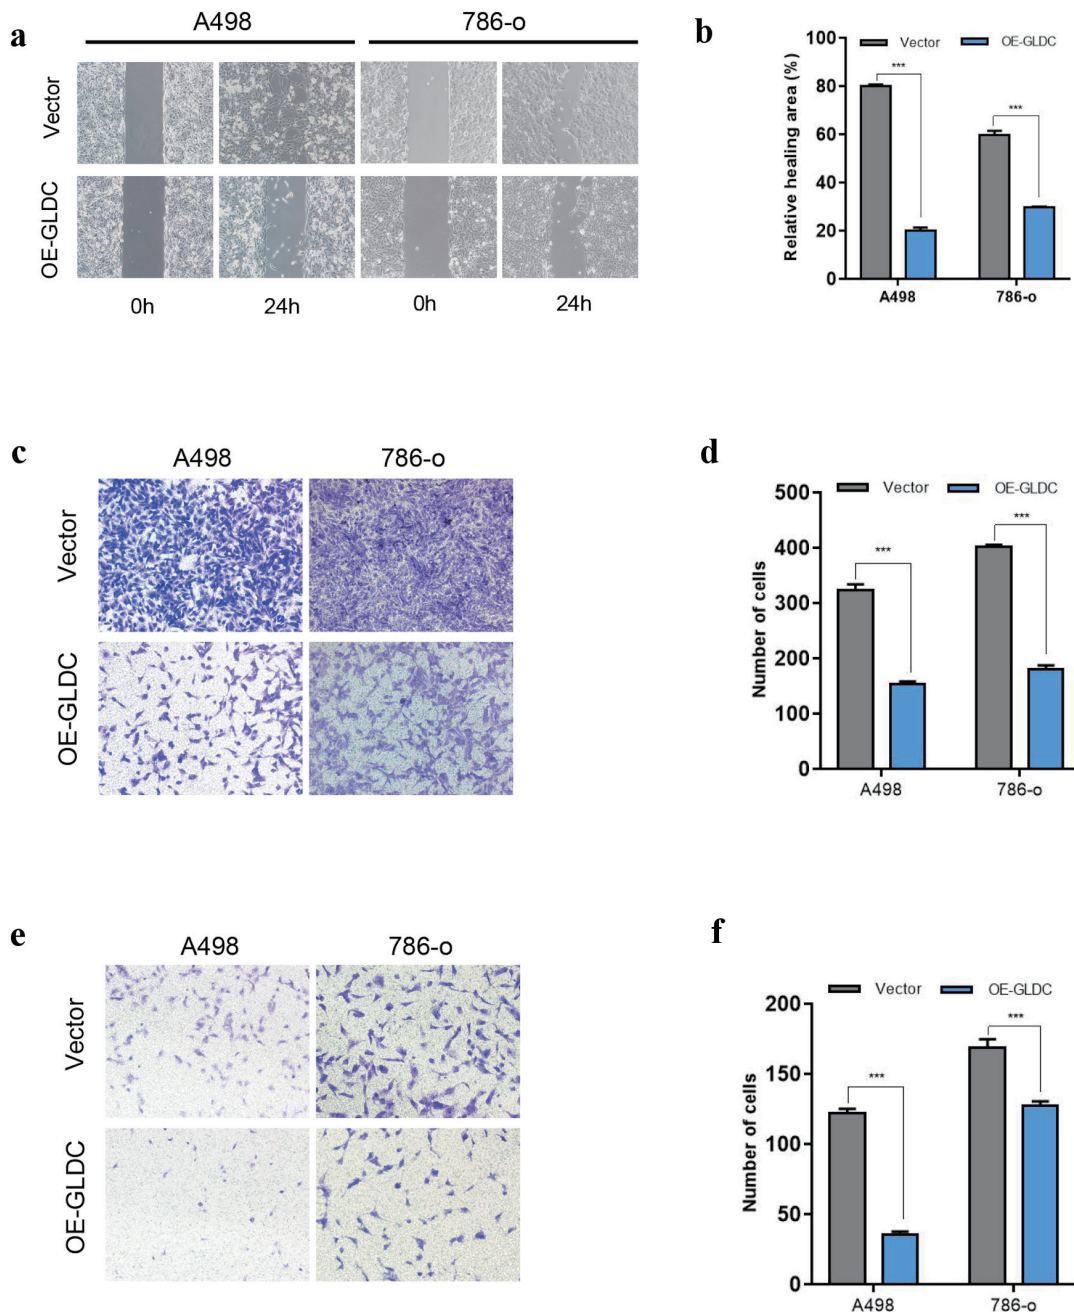 a
A498 786-o
Vector
OE-GLDC
0h 24h 0h 24h
b
Vector OE-GLDC
Relative healing area (%)
100
80
60
40
20
0
***
***
A498 786-o
c
A498 786-o
Vector
OE-GLDC
d
Vector OE-GLDC
Number of cells
500
400
300
200
100
0
***
***
A498 786-o
e
A498 786-o
Vector
OE-GLDC
f
Vector OE-GLDC
Number of cells
200
150
100
50
0
***
***
A498 786-o